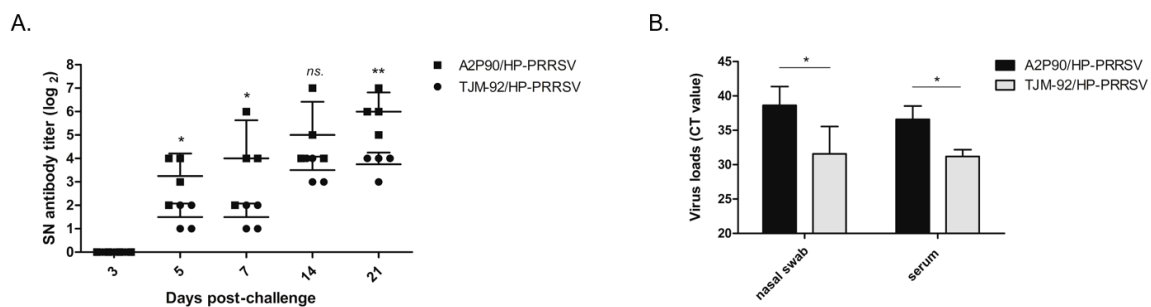 A.
SN antibody titer (log 2)
8
7
6
5
4
3
2
1
0
*
*
ns.
**
3
5
7
14
21
Days post-challenge
A2P90/HP-PRRSV
TJM-92/HP-PRRSV
B.
Virus loads (CT value)
45
40
35
30
25
20
*
*
nasal swab
serum
A2P90/HP-PRRSV
TJM-92/HP-PRRSV